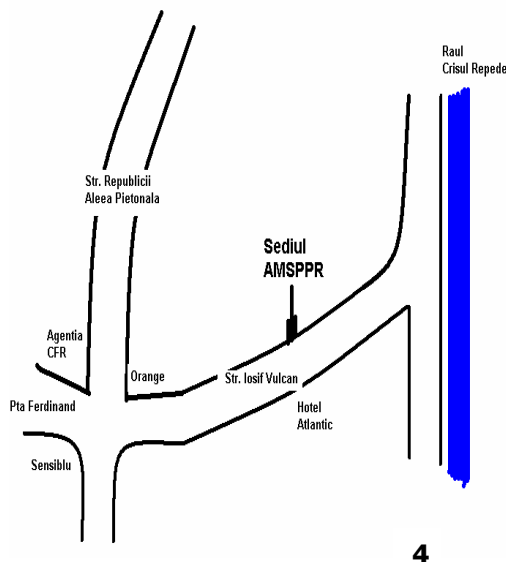 Raul
Crisul Repede
Str. Republicii
Aleea Pietonala
Sediul
AMSPPR
Agentia
CFR
Orange
Str. Iosif Vulcan
Pta Ferdinand
Hotel
Atlantic
Sensiblu
4